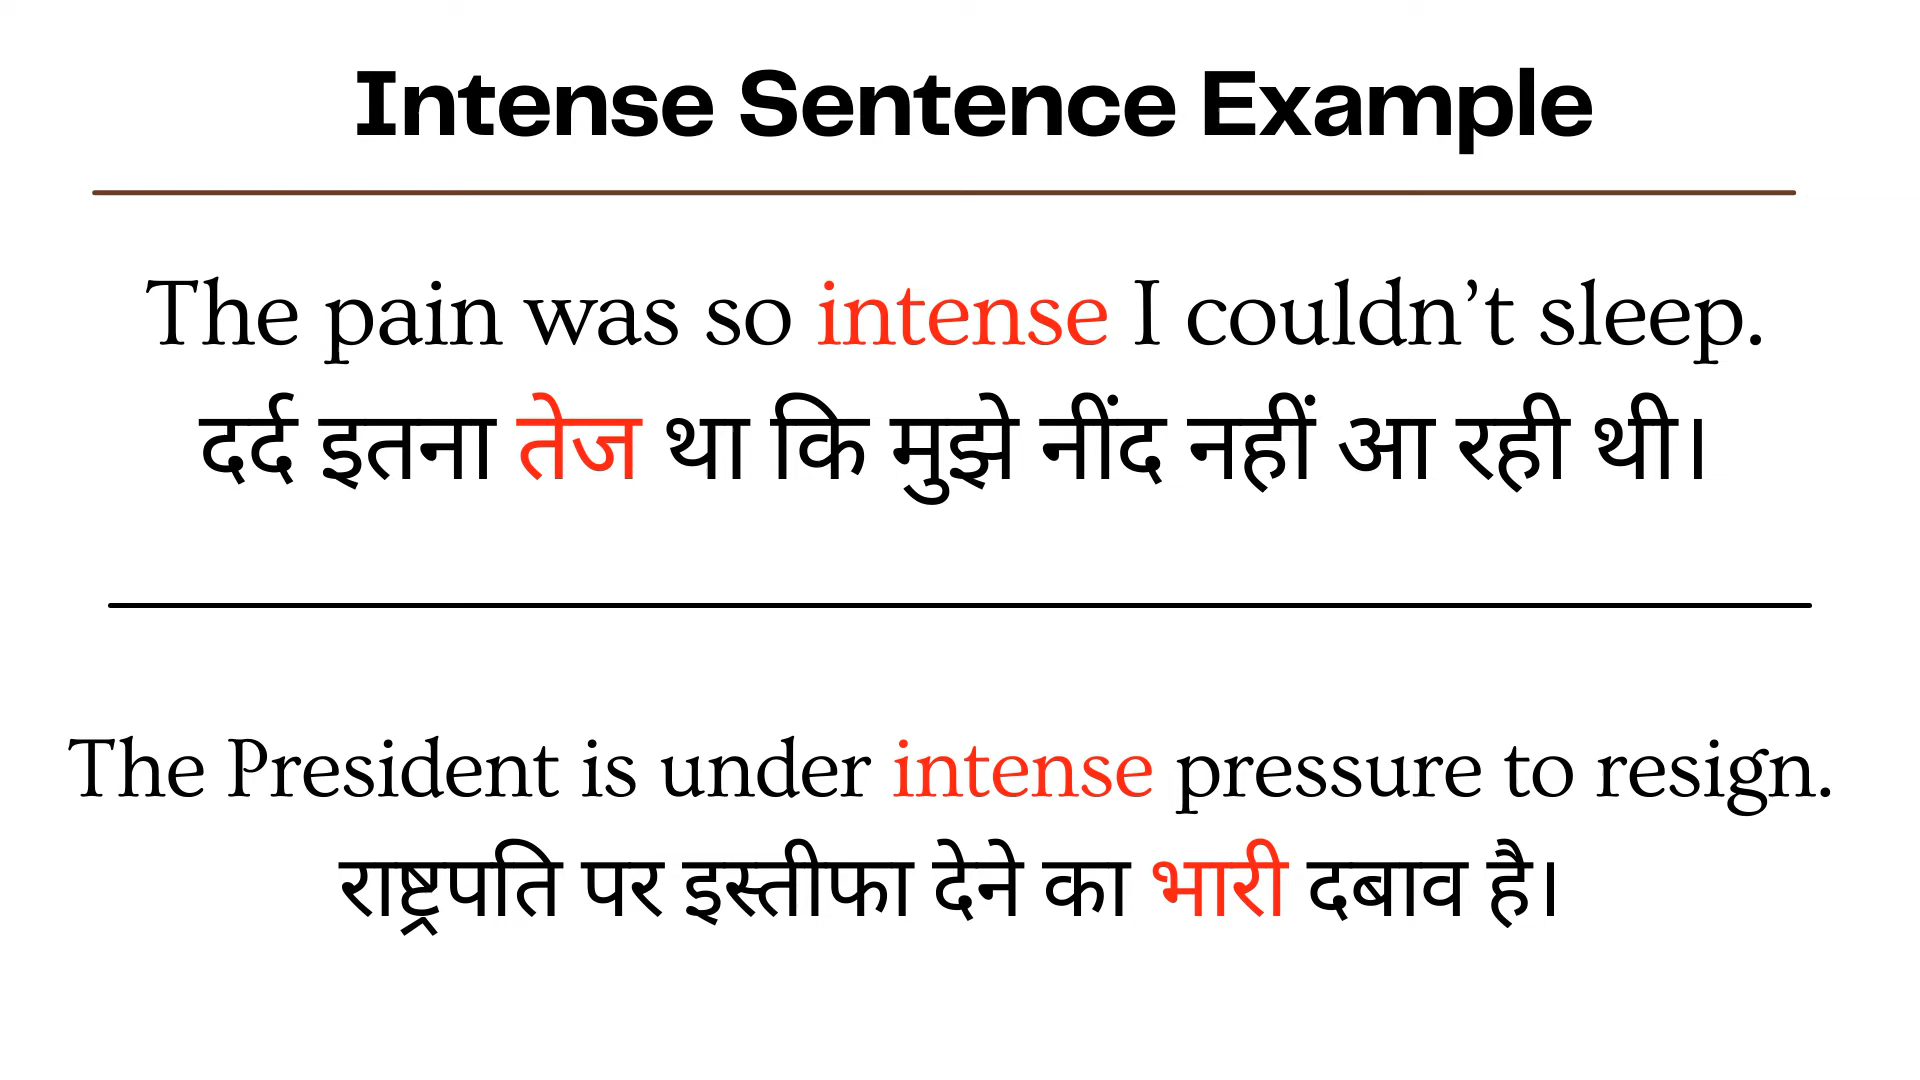 Intense Sentence Example
The pain was so intense I couldn’t sleep.
दर्द इतना तेज था कि मुझे नींद नहीं आ रही थी।
The President is under intense pressure to resign.
राष्ट्रपति पर इस्तीफा देने का भारी दबाव है।